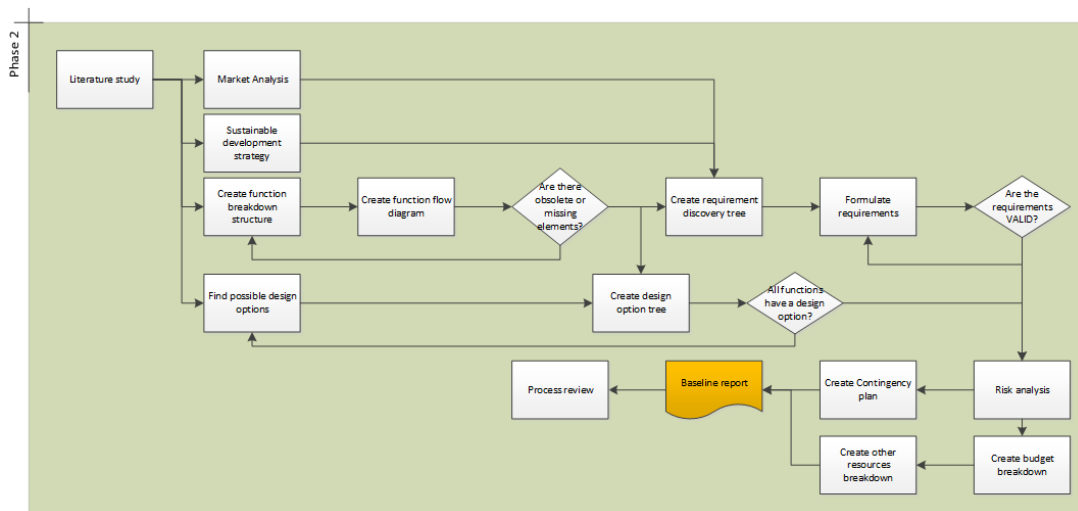 Phase 2
Literature study
Market Analysis
Sustainable
development
strategy
Create function
breakdown
structure
Create function flow
diagram
Are there
obsolete or
missing
elements?
Create requirement
discovery tree
Formulate
requirements
Are the
requirements
VALID?
Find possible design
options
Create design
option tree
All functions
have a design
option?
Process review
Baseline report
Create Contingency
plan
Risk analysis
Create other
resources
breakdown
Create budget
breakdown